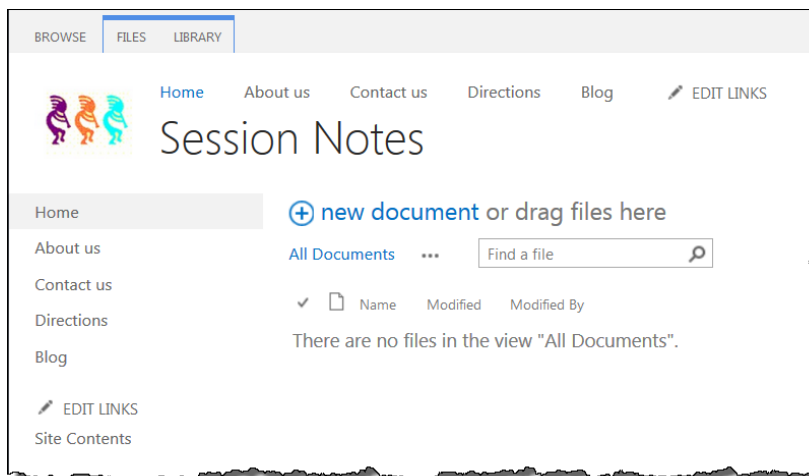 BROWSE FILES LIBRARY
Home About us Contact us Directions Blog EDIT LINKS
Session Notes
Home
About us
Contact us
Directions
Blog
EDIT LINKS
Site Contents
new document or drag files here
All Documents ••• Find a file
Name Modified Modified By
There are no files in the view "All Documents".